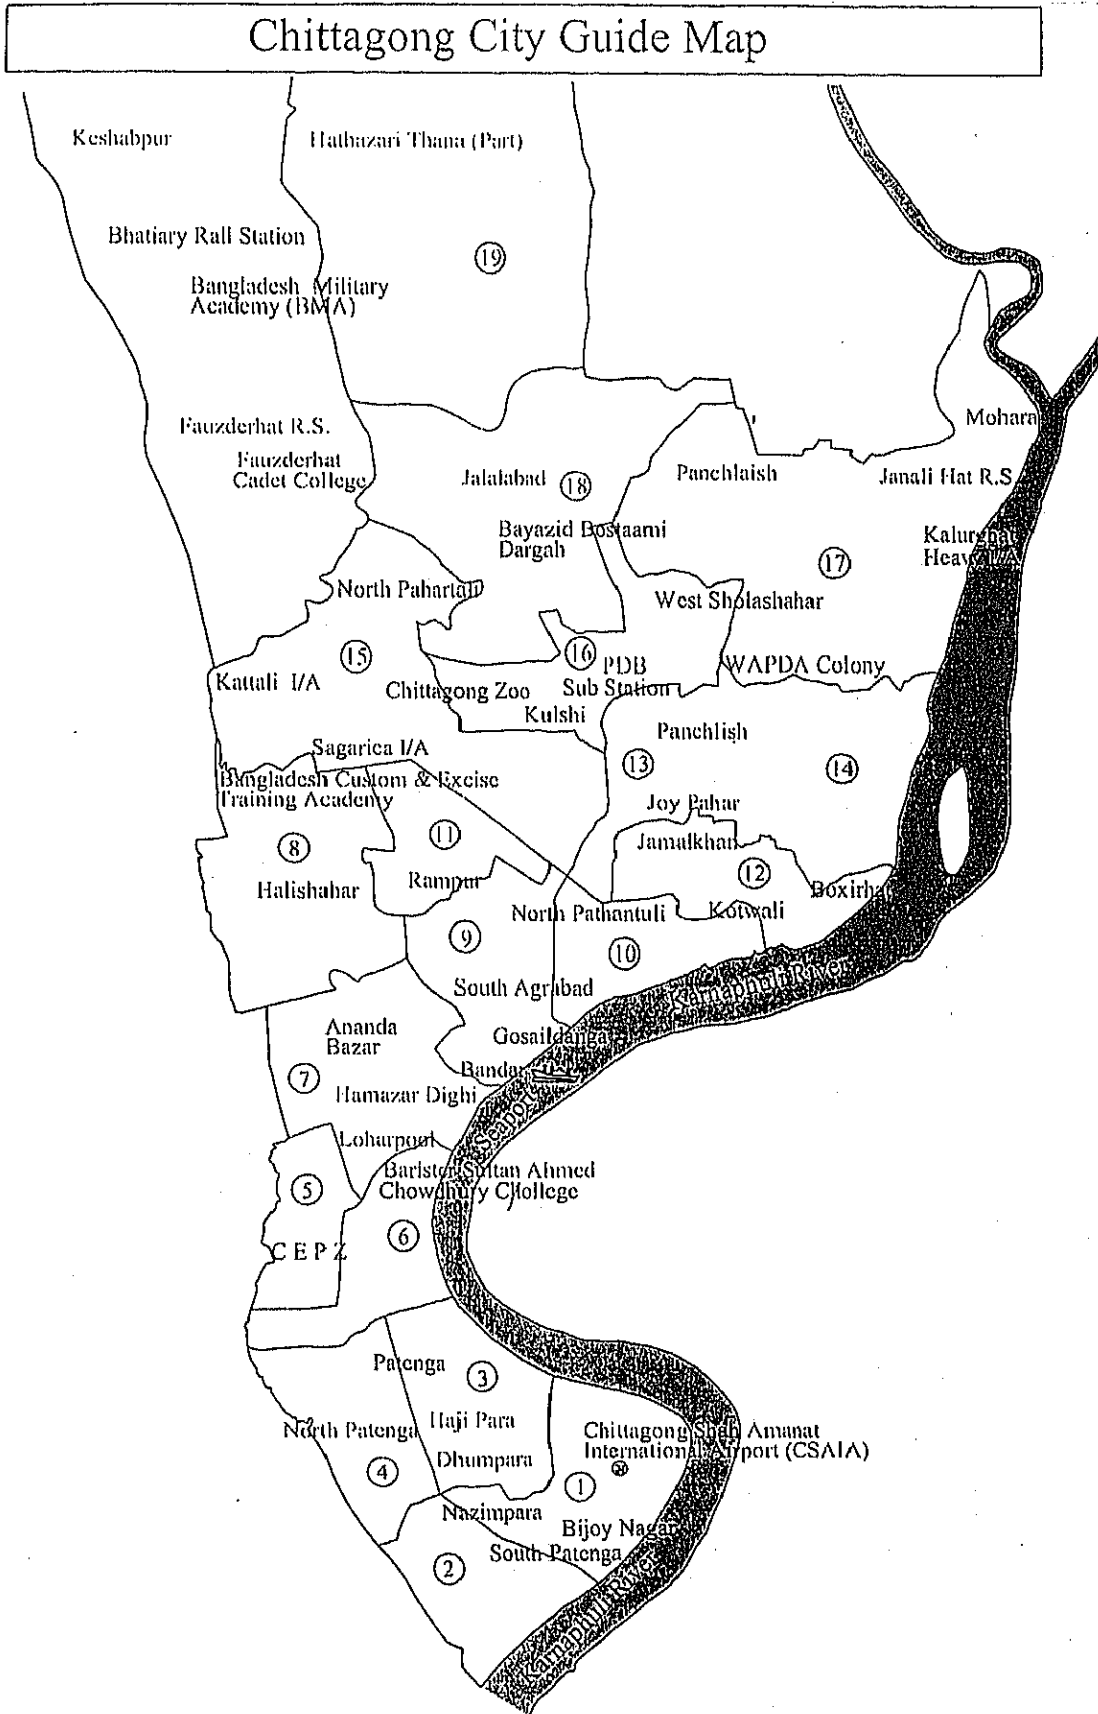 Chittagong City Guide Map
Keshabpur
Hathazari Thana (Part)
Bhatiary Rall Station
19
Bangladesh Military
Academy (BMA)
Fauzderhat R.S.
Mohara
Fauzderhat
Cadet College
Jalalabad
18
Panchlaish
Janali Hat R.S
Bayazid Bostaami
Dargah
Kalurghat
Heavy I/A
17
North Pahartali
West Sholashahar
15
16
Kattali I/A
Chittagong Zoo
PDB
Sub Station
WAPDA Colony
Kulshi
Panchlish
Sagarica I/A
13
14
Bangladesh Custom & Excise
Training Academy
Joy Pahar
8
11
Jamalkhan
12
Halishahar
Rampur
Boxirhat
North Pathantuli
Kotwali
9
10
South Agrabad
Karnaphuli River
Ananda
Bazar
Gosaildanga
7
Bandar
Hamazar Dighi
Seaport
Loharpool
Barister Sultan Ahmed
Chowdhury CJollege
5
6
C E P Z
Patenga
3
Haji Para
North Patenga
Chittagong Shah Amanat
International Airport (CSAIA)
Dhumpara
4
1
Nazimpara
Bijoy Nagar
South Patenga
2
Karnaphuli River